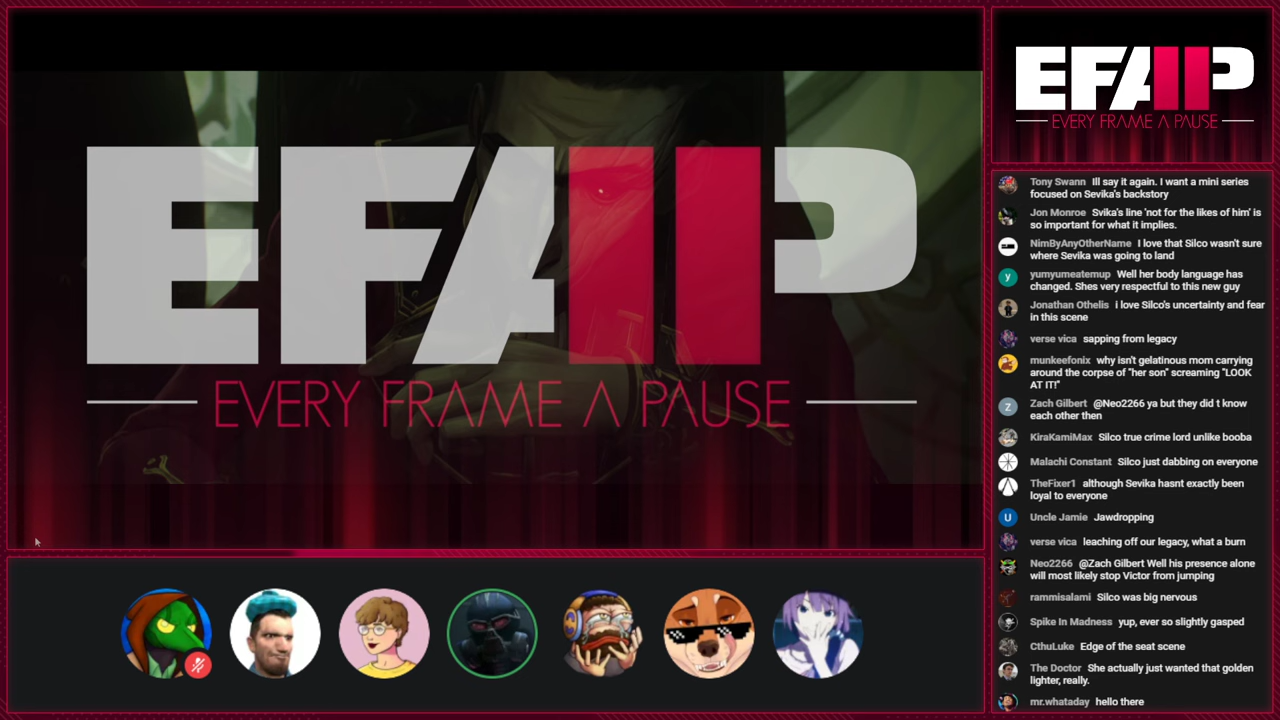 EFAP
EVERY FRAME A PAUSE
EFAP
EVERY FRAME A PAUSE
Tony Swann Ill say it again. I want a mini series
focused on Sevika's backstory
Jon Monroe Svika's line 'not for the likes of him' is
so important for what it implies.
NimByAnyOtherName I love that Silco wasn't sure
where Sevika was going to land
y
yumyumeatemup Well her body language has
changed. Shes very respectful to this new guy
Jonathan Othelis i love Silco's uncertainty and fear
in this scene
verse vica sapping from legacy
munkeefonix why isn't gelatinous mom carrying
around the corpse of "her son" screaming "LOOK
AT IT!"
Z
Zach Gilbert @Neo2266 ya but they did t know
each other then
KiraKamiMax Silco true crime lord unlike booba
Malachi Constant Silco just dabbing on everyone
TheFixer1 although Sevika hasnt exactly been
loyal to everyone
U
Uncle Jamie Jawdropping
verse vica leaching off our legacy, what a burn
Neo2266 @Zach Gilbert Well his presence alone
will most likely stop Victor from jumping
rammisalami Silco was big nervous
Spike In Madness yup, ever so slightly gasped
CthuLuke Edge of the seat scene
The Doctor She actually just wanted that golden
lighter, really.
mr.whataday hello there